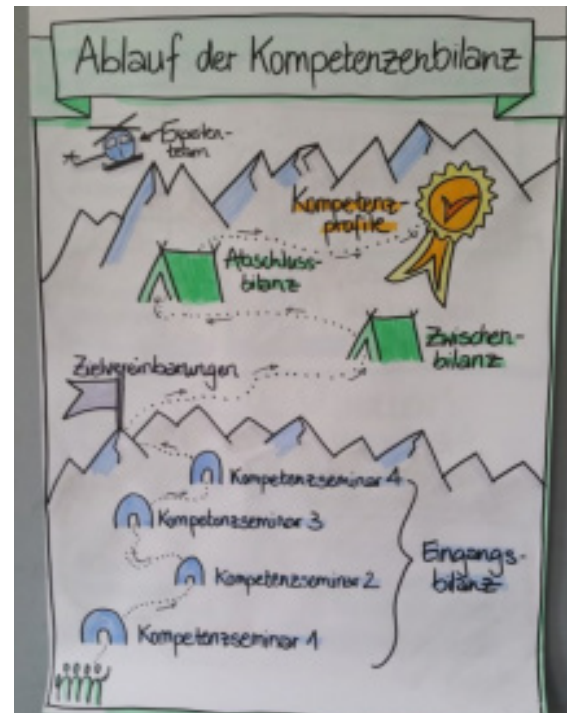 Ablauf der Kompetenzenbilanz
Experten-
team
Kompetenz
profile
Abschluss-
bilanz
Zwischen-
bilanz
Zielvereinbarungen
Kompetenzseminar 4
Kompetenzseminar 3
Kompetenzseminar 2
Kompetenzseminar 1
Eingangs-
bilanz